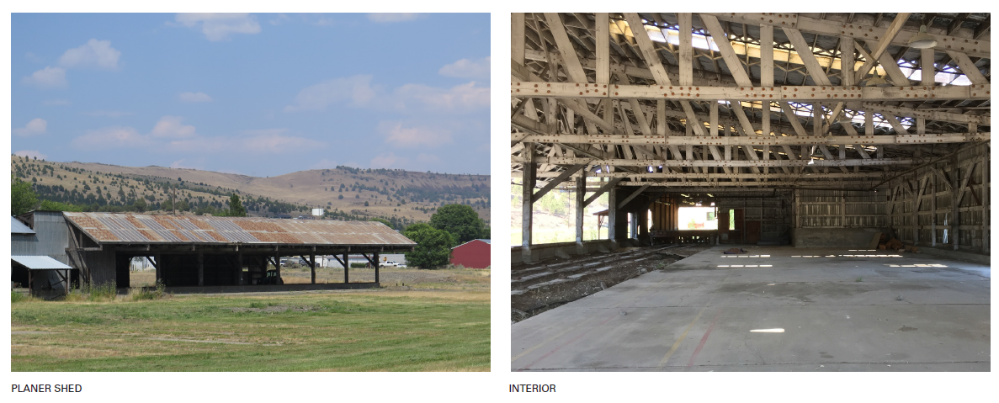 PLANER SHED
INTERIOR